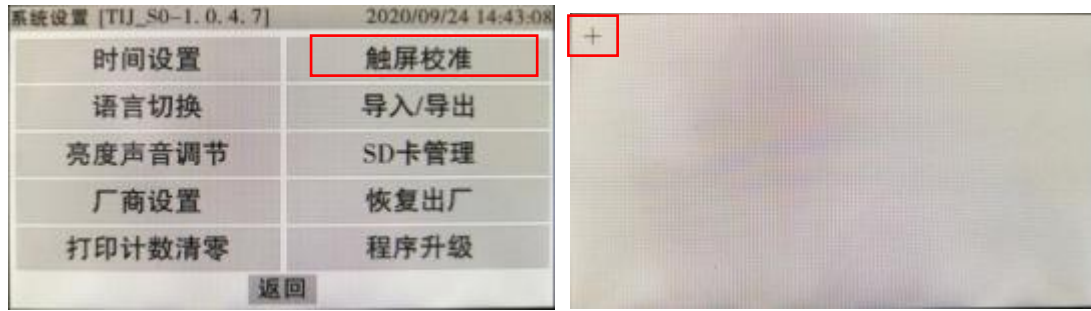 系统设置 [TIJ_S0-1.0.4.7] 2020/09/24 14:43:08
时间设置 触屏校准
语言切换 导入/导出
亮度声音调节 SD卡管理
厂商设置 恢复出厂
打印计数清零 程序升级
返回